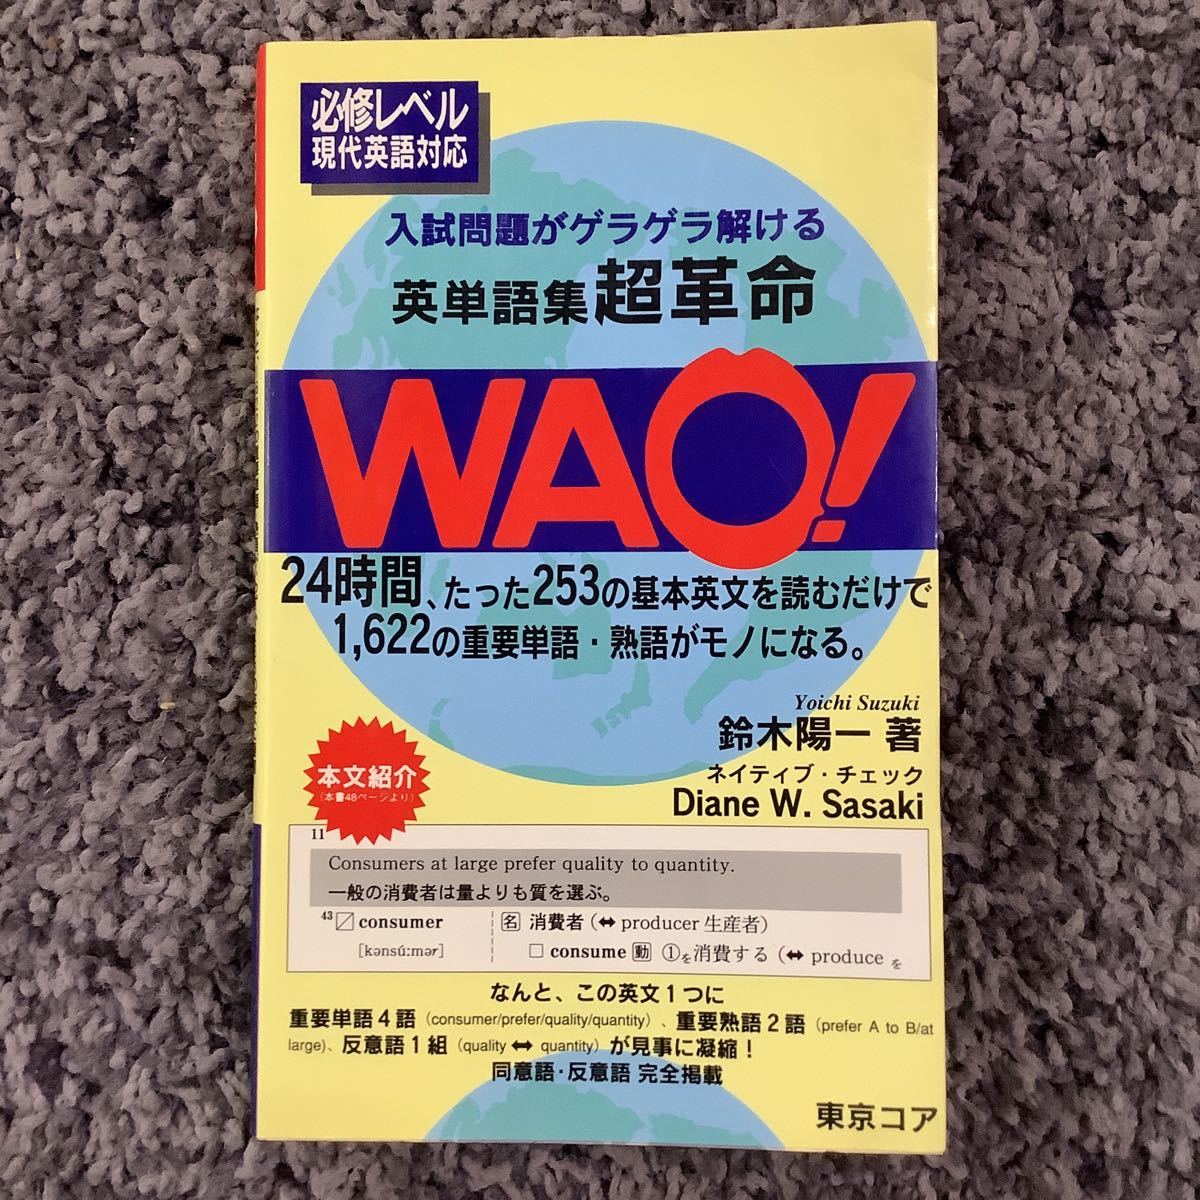 必修レベル
現代英語対応
入試問題がゲラゲラ解ける
英単語集 超革命
WAO!
24時間、たった253の基本英文を読むだけで
1,622の重要単語・熟語がモノになる。
Yoichi Suzuki
鈴木陽一 著
ネイティブ・チェック
Diane W. Sasaki
本文紹介
(本書48ページより)
11
Consumers at large prefer quality to quantity.
一般の消費者は量よりも質を選ぶ。
43 consumer 名 消費者 (⇔ producer 生産者)
[kənsúːmər] □ consume 動 ①を消費する (⇔ produce を
なんと、この英文1つに
重要単語4語 (consumer/prefer/quality/quantity)、重要熟語2語 (prefer A to B/at
large)、反意語1組 (quality ⇔ quantity) が見事に凝縮!
同意語・反意語 完全掲載
東京コア